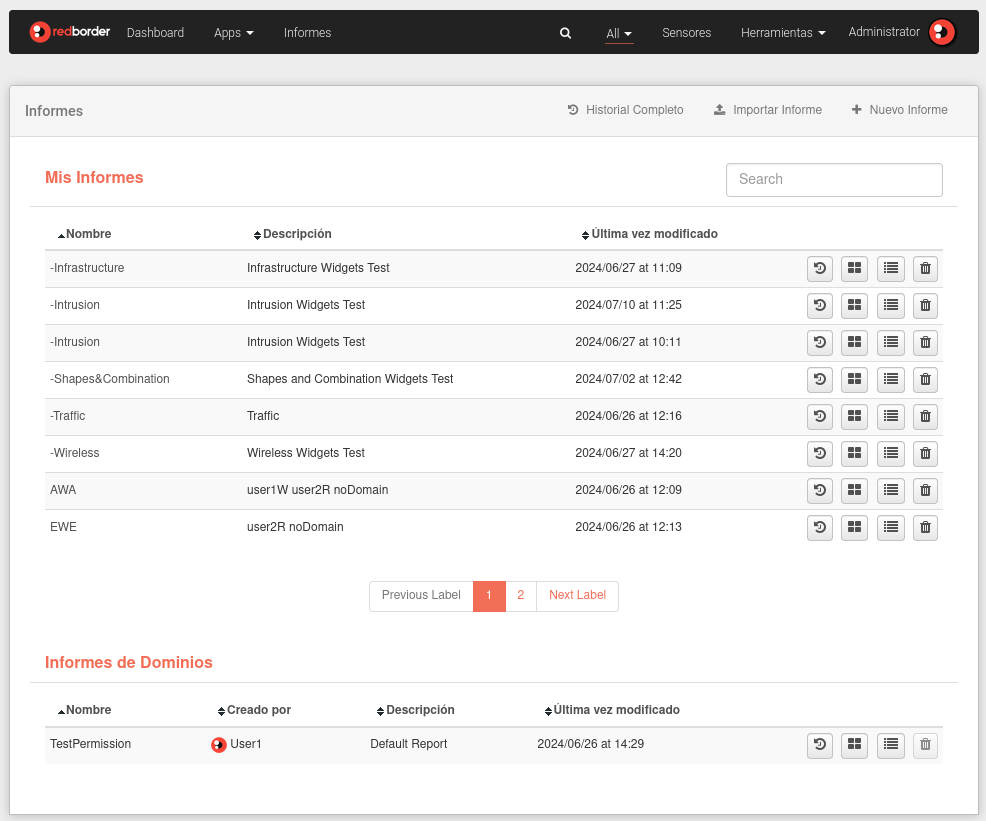 redborder Dashboard Apps Informes All Sensores Herramientas Administrator
Informes Historial Completo Importar Informe Nuevo Informe
Mis Informes Search
Nombre Descripción Última vez modificado
-Infrastructure Infrastructure Widgets Test 2024/06/27 at 11:09
-Intrusion Intrusion Widgets Test 2024/07/10 at 11:25
-Intrusion Intrusion Widgets Test 2024/06/27 at 10:11
-Shapes&Combination Shapes and Combination Widgets Test 2024/07/02 at 12:42
-Traffic Traffic 2024/06/26 at 12:16
-Wireless Wireless Widgets Test 2024/06/27 at 14:20
AWA user1W user2R noDomain 2024/06/26 at 12:09
EWE user2R noDomain 2024/06/26 at 12:13
Previous Label 1 2 Next Label
Informes de Dominios
Nombre Creado por Descripción Última vez modificado
TestPermission User1 Default Report 2024/06/26 at 14:29